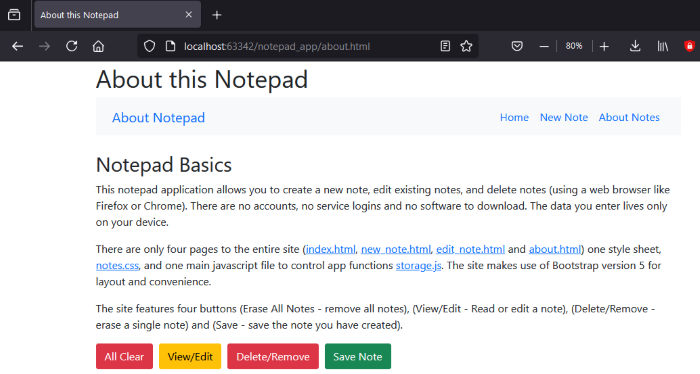 About this Notepad
localhost:63342/notepad_app/about.html
80%
About this Notepad
About Notepad
Home New Note About Notes
Notepad Basics
This notepad application allows you to create a new note, edit existing notes, and delete notes (using a web browser like
Firefox or Chrome). There are no accounts, no service logins and no software to download. The data you enter lives only
on your device.
There are only four pages to the entire site (index.html, new_note.html, edit_note.html and about.html) one style sheet,
notes.css, and one main javascript file to control app functions storage.js. The site makes use of Bootstrap version 5 for
layout and convenience.
The site features four buttons (Erase All Notes - remove all notes), (View/Edit - Read or edit a note), (Delete/Remove -
erase a single note) and (Save - save the note you have created).
All Clear View/Edit Delete/Remove Save Note